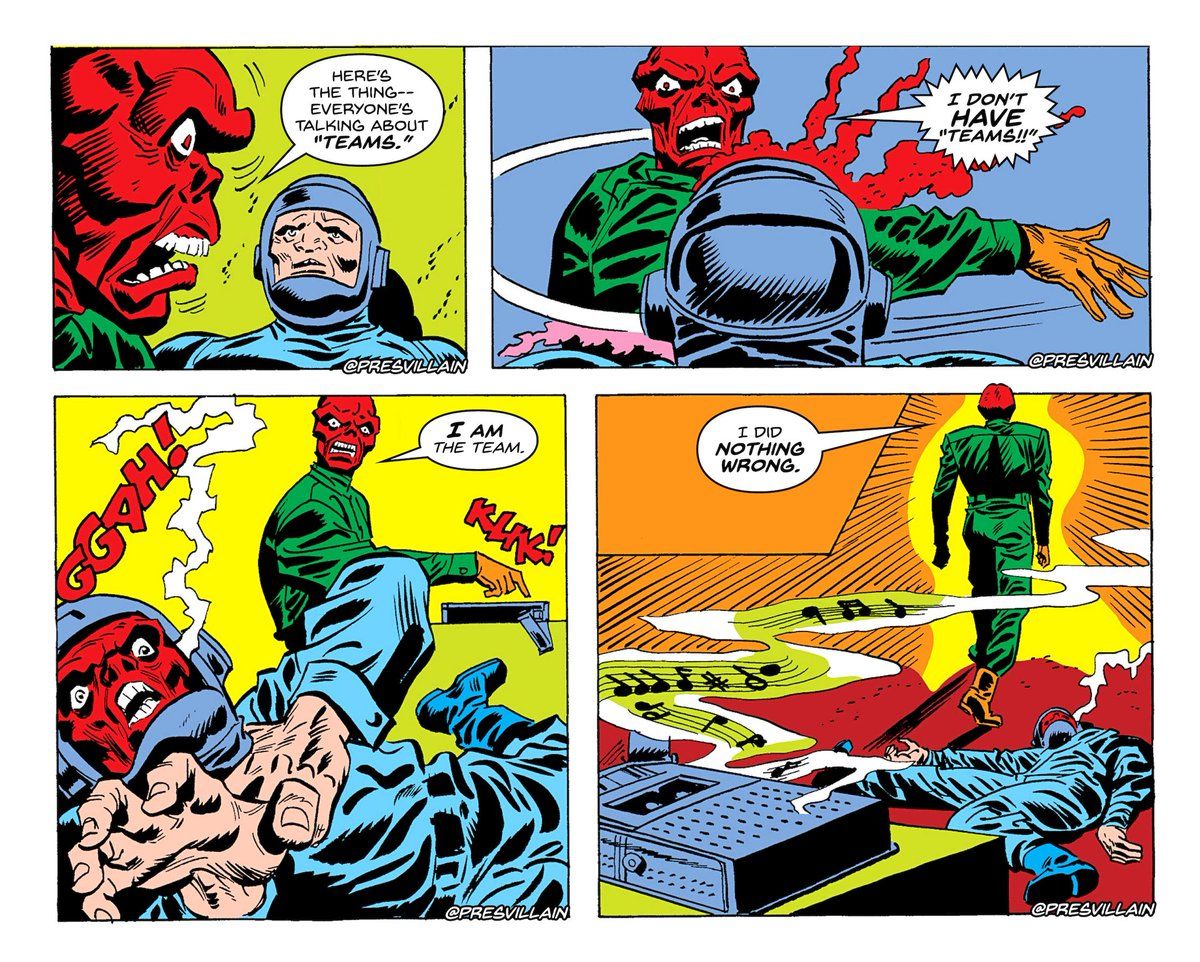 HERE'S
THE THING--
EVERYONE'S
TALKING ABOUT
"TEAMS."
@PRESVILLAIN
I DON'T
HAVE
"TEAMS!!"
@PRESVILLAIN
GGAH!
I AM
THE TEAM.
KLIK!
@PRESVILLAIN
I DID
NOTHING
WRONG.
@PRESVILLAIN